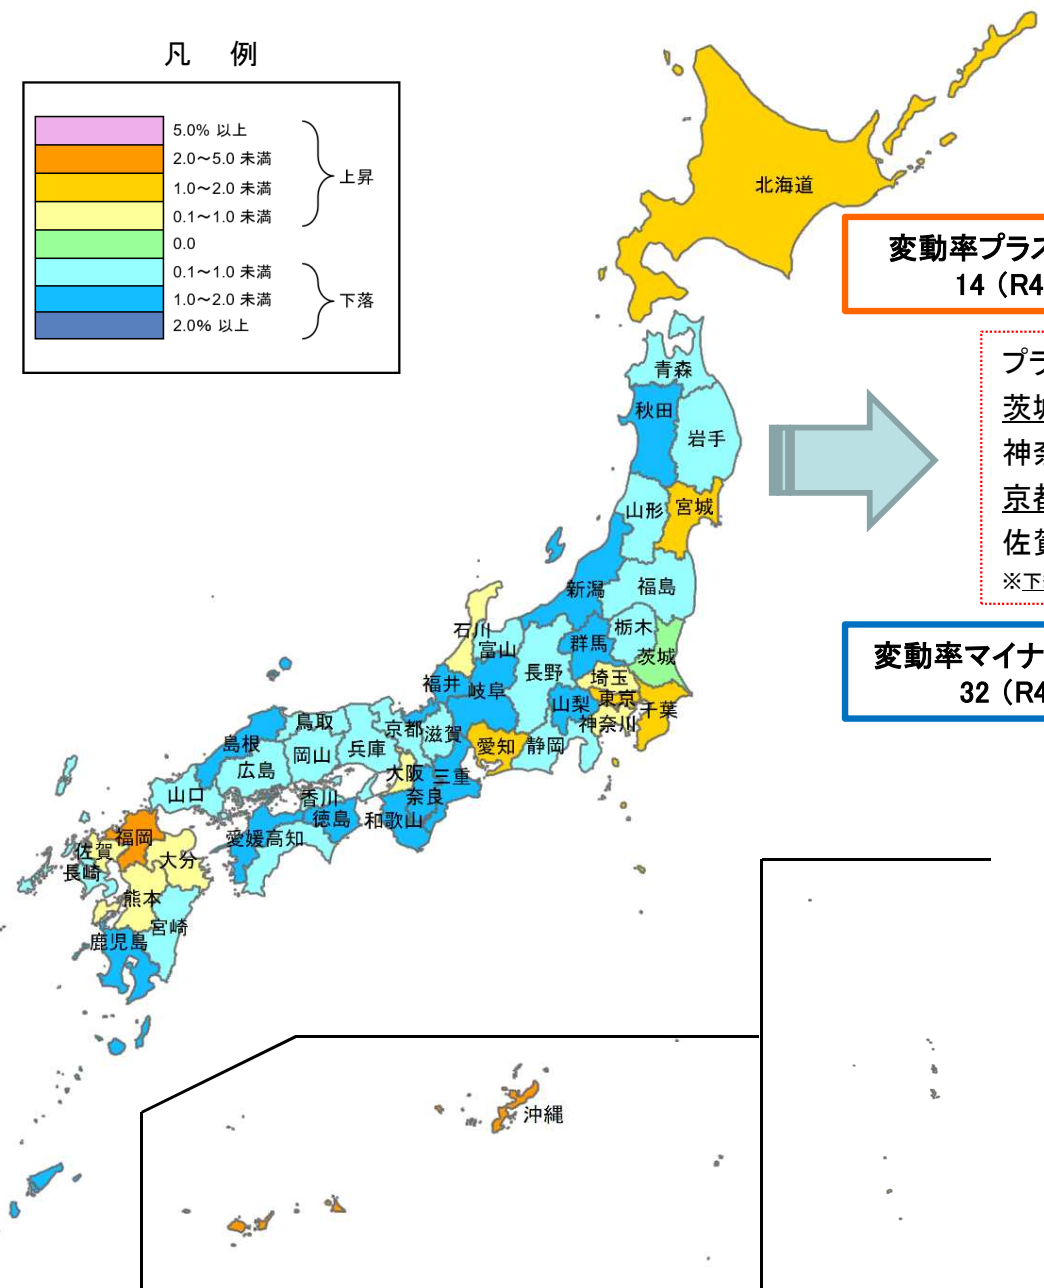 凡 例
5.0% 以上
2.0～5.0 未満
1.0～2.0 未満
0.1～1.0 未満
上昇
0.0
0.1～1.0 未満
1.0～2.0 未満
2.0% 以上
下落
北海道
変動率プラス
14（R4
青森
秋田
岩手
山形
宮城
新潟
福島
プラ
茨城
神奈
京都
佐賀
石川
富山
群馬
栃木
茨城
長野
埼玉
福井
岐阜
山梨
東京
千葉
神奈川
変動率マイナ
32（R4
鳥取
京都
滋賀
島根
岡山
兵庫
愛知
静岡
広島
大阪
三重
山口
香川
奈良
徳島
和歌山
福岡
愛媛
高知
佐賀
大分
長崎
熊本
宮崎
鹿児島
沖縄